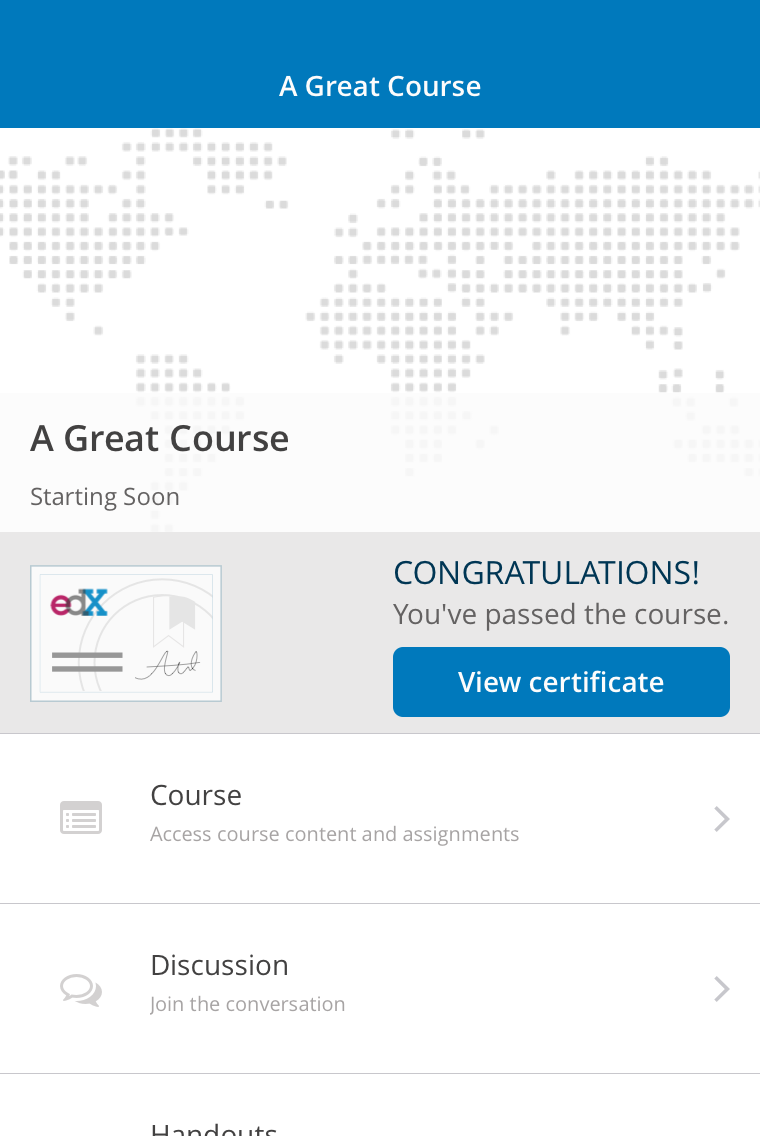 A Great Course
A Great Course
Starting Soon
edX
CONGRATULATIONS!
You've passed the course.
View certificate
Course
Access course content and assignments
Discussion
Join the conversation
Handouts